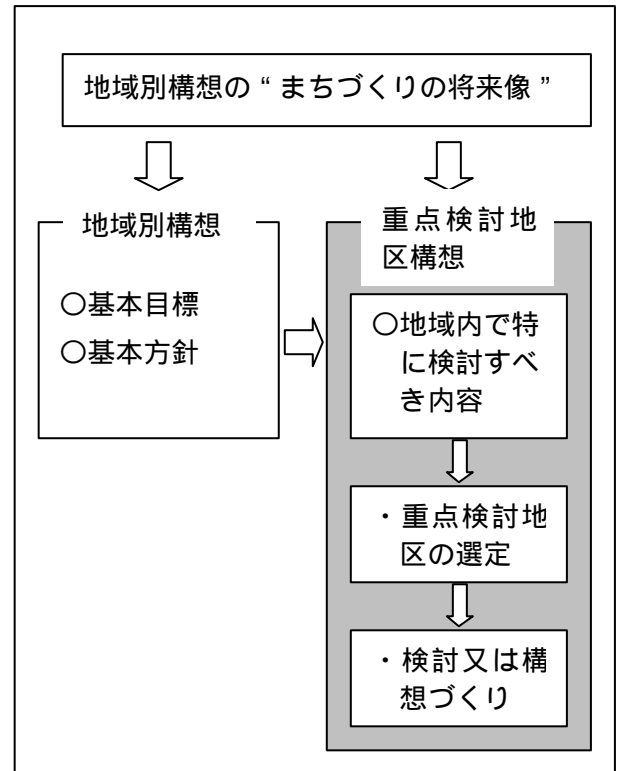 地域別構想の“まちづくりの将来像”
地域別構想
○基本目標
○基本方針
重点検討地
区構想
○地域内で特
に検討すべ
き内容
・重点検討地
区の選定
・検討又は構
想づくり